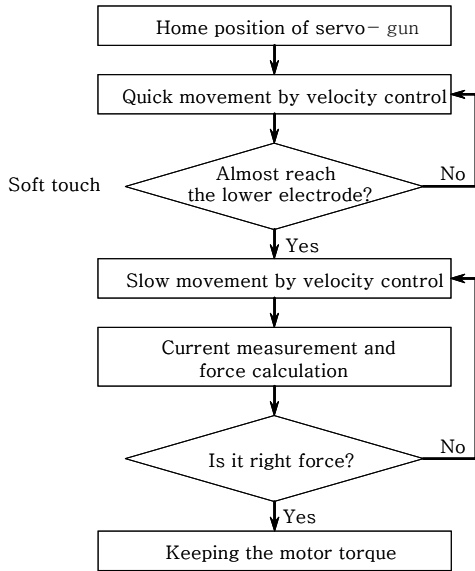 Home position of servo− gun
Quick movement by velocity control
Almost reach
the lower electrode?
No
Soft touch
Yes
Slow movement by velocity control
Current measurement and
force calculation
Is it right force?
No
Yes
Keeping the motor torque